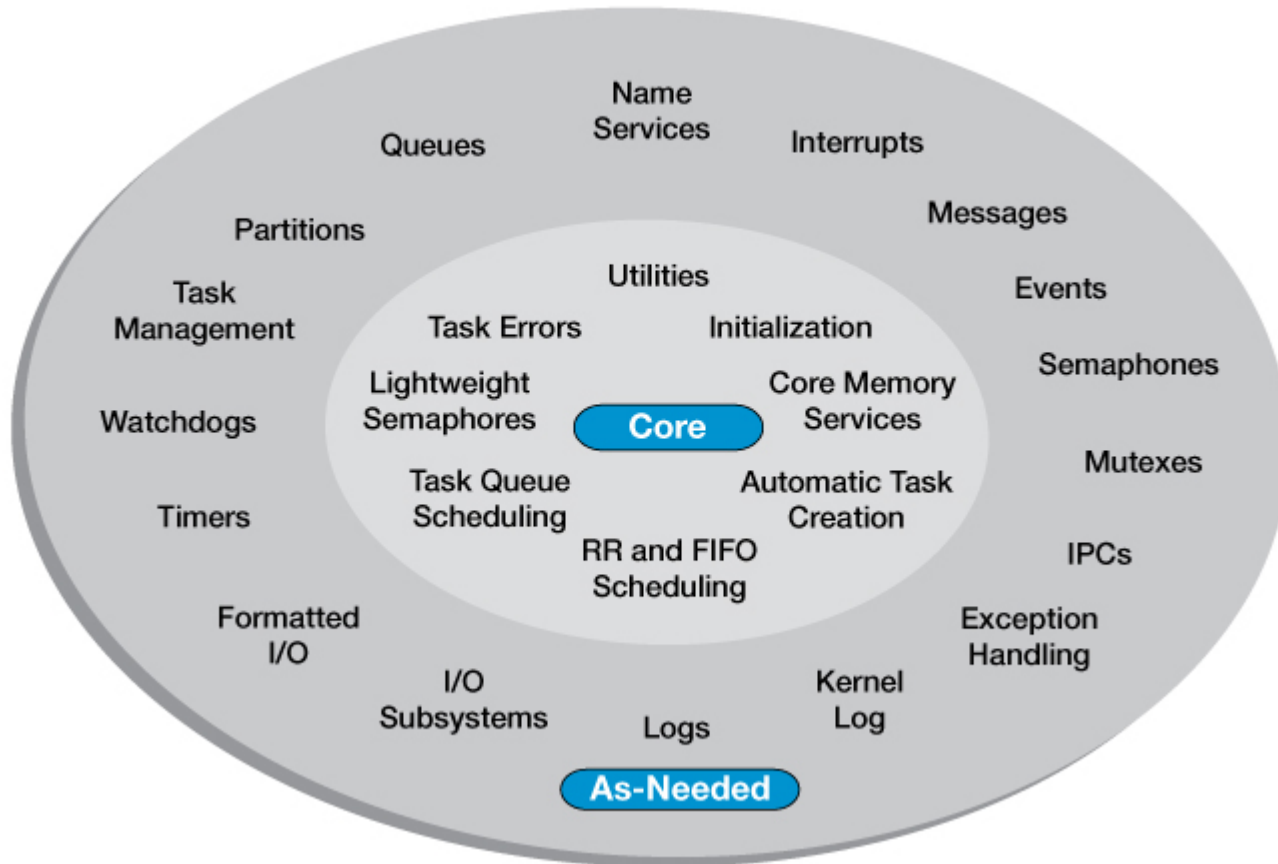 Name
Services
Queues
Interrupts
Messages
Partitions
Utilities
Task
Management
Events
Task Errors
Initialization
Semaphones
Lightweight
Semaphores
Core Memory
Services
Watchdogs
Core
Mutexes
Task Queue
Scheduling
Automatic Task
Creation
Timers
RR and FIFO
Scheduling
IPCs
Formatted
I/O
Exception
Handling
I/O
Subsystems
Kernel
Log
Logs
As-Needed